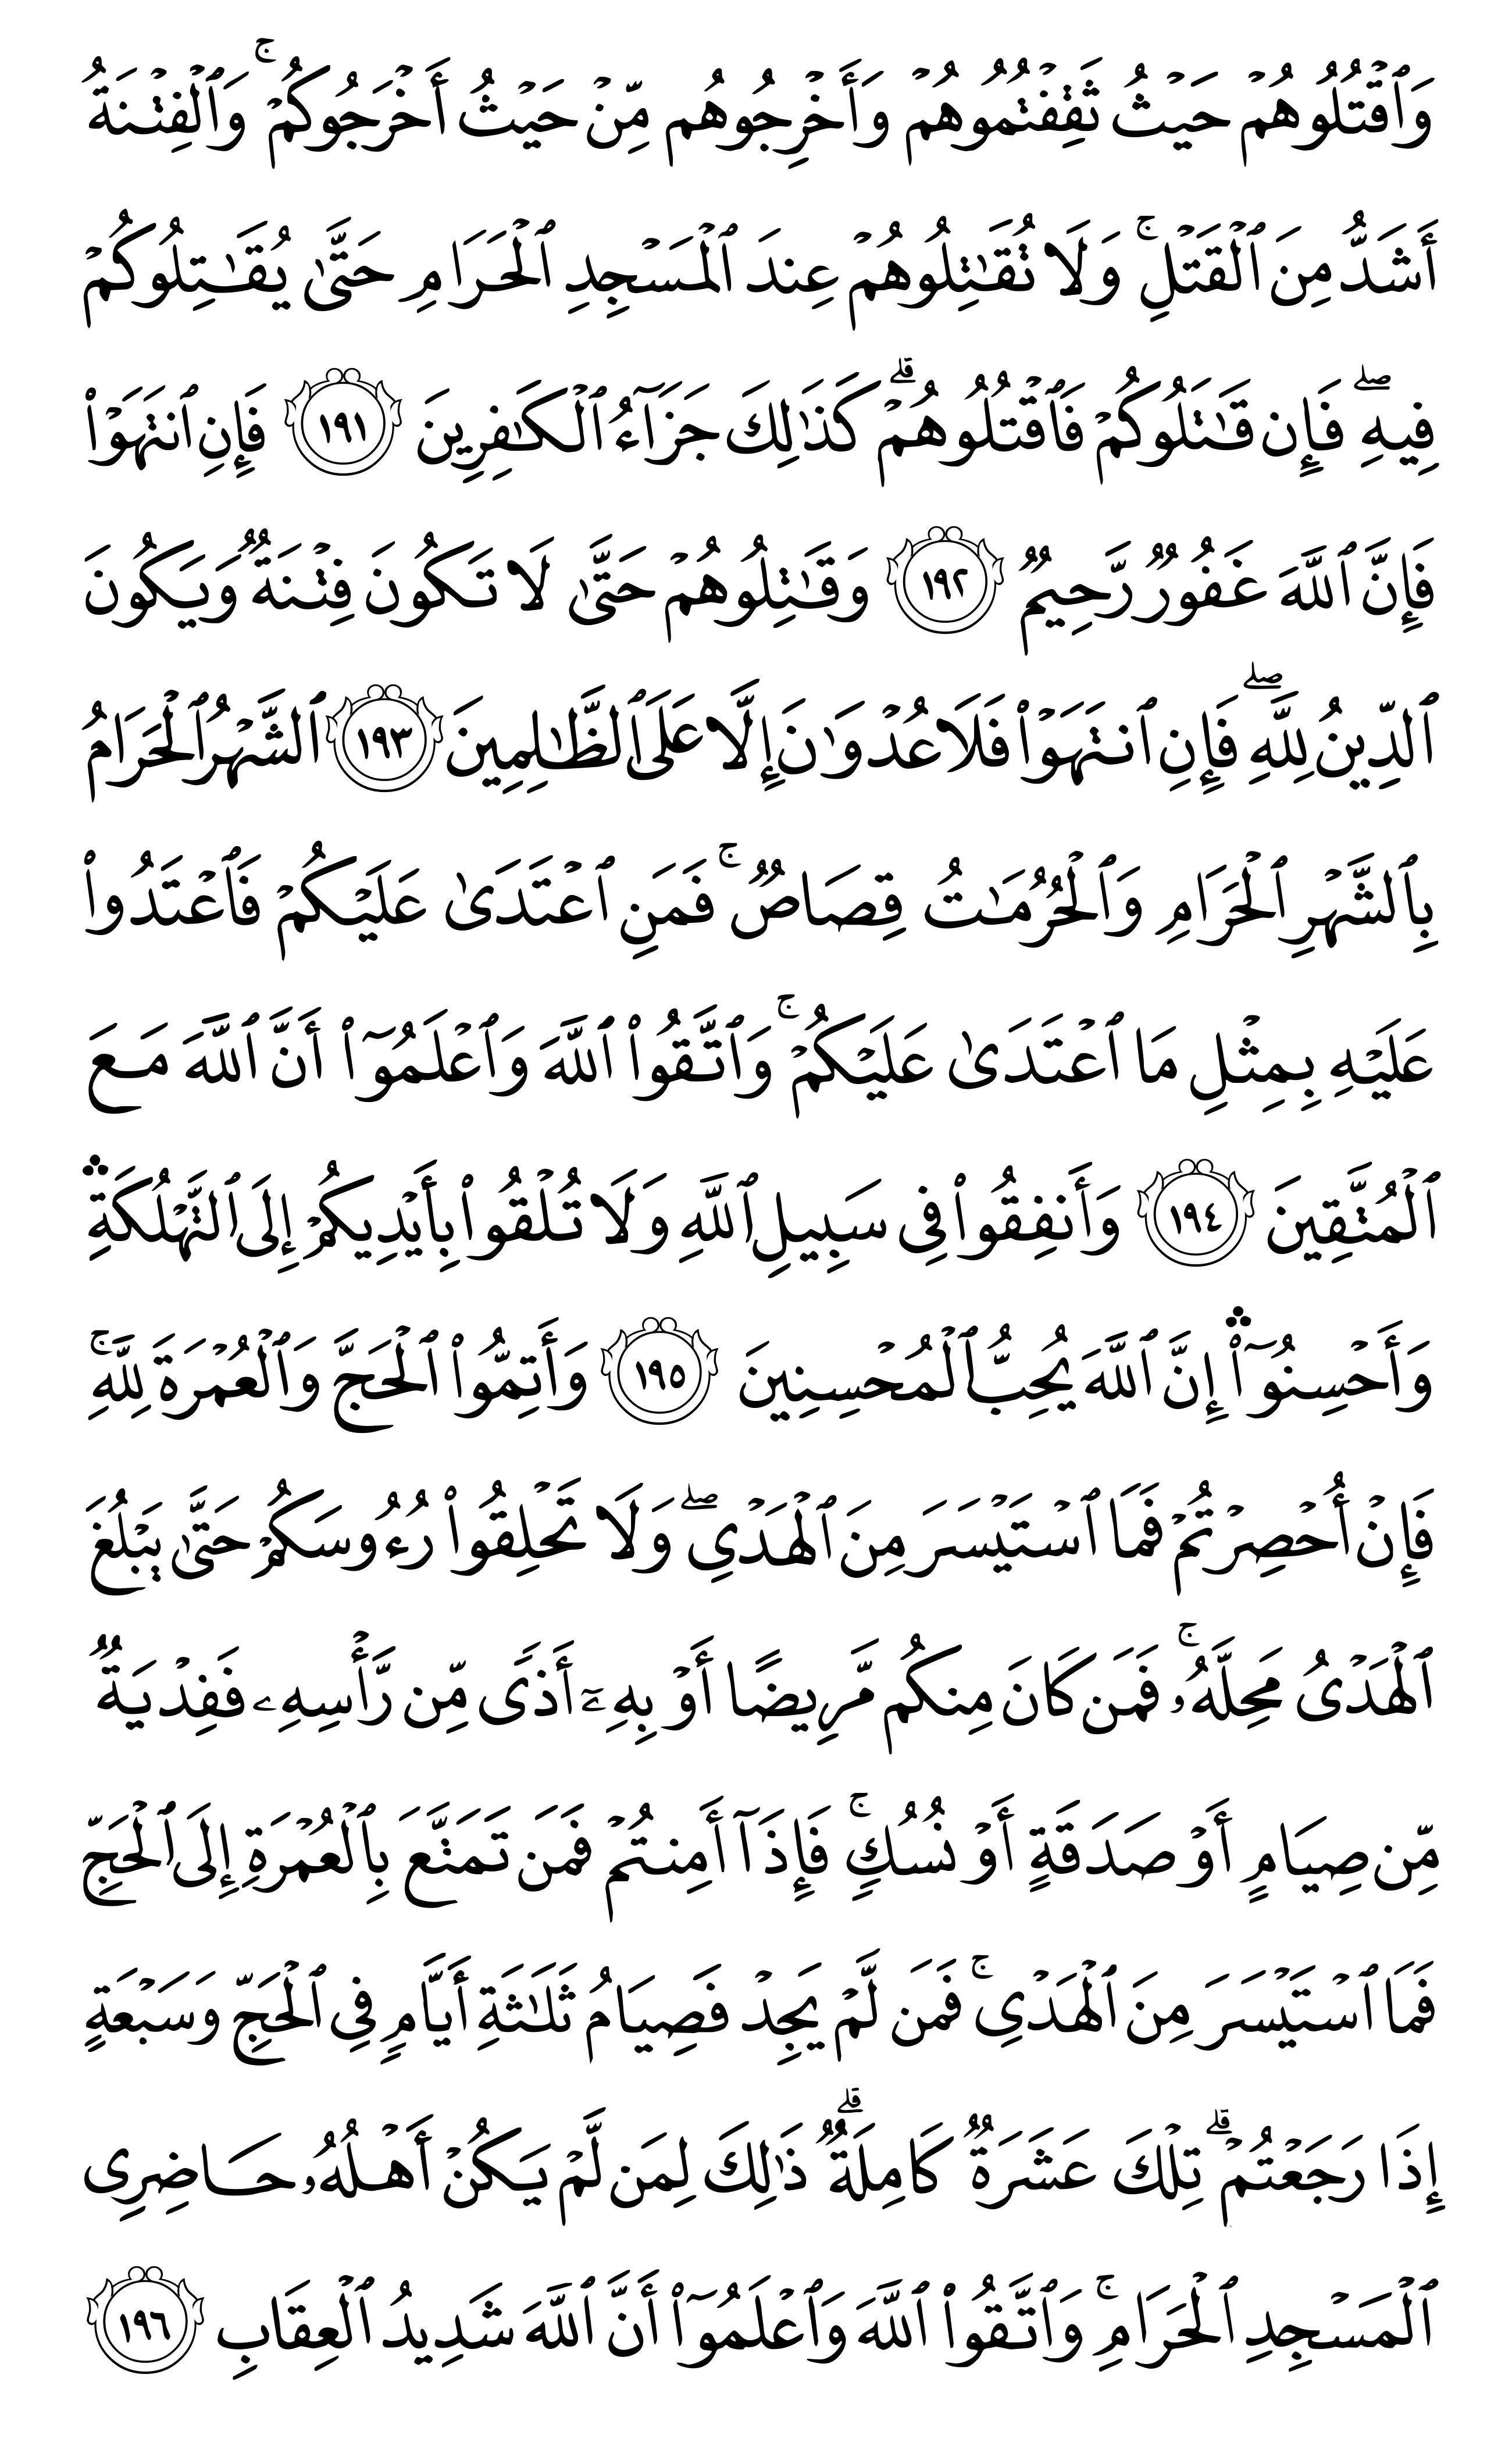 وَٱقۡتُلُوهُمۡ حَيۡثُ ثَقِفۡتُمُوهُمۡ وَأَخۡرِجُوهُم مِّنۡ حَيۡثُ أَخۡرَجُوكُمۡۚ وَٱلۡفِتۡنَةُ
أَشَدُّ مِنَ ٱلۡقَتۡلِۚ وَلَا تُقَٰتِلُوهُمۡ عِندَ ٱلۡمَسۡجِدِ ٱلۡحَرَامِ حَتَّىٰ يُقَٰتِلُوكُمۡ
فِيهِۖ فَإِن قَٰتَلُوكُمۡ فَٱقۡتُلُوهُمۡۗ كَذَٰلِكَ جَزَآءُ ٱلۡكَٰفِرِينَ ١٩١ فَإِنِ ٱنتَهَوۡاْ
فَإِنَّ ٱللَّهَ غَفُورٞ رَّحِيمٞ ١٩٢ وَقَٰتِلُوهُمۡ حَتَّىٰ لَا تَكُونَ فِتۡنَةٞ وَيَكُونَ
ٱلدِّينُ لِلَّهِۖ فَإِنِ ٱنتَهَوۡاْ فَلَا عُدۡوَٰنَ إِلَّا عَلَى ٱلظَّٰلِمِينَ ١٩٣ ٱلشَّهۡرُ ٱلۡحَرَامُ
بِٱلشَّهۡرِ ٱلۡحَرَامِ وَٱلۡحُرُمَٰتُ قِصَاصٞۚ فَمَنِ ٱعۡتَدَىٰ عَلَيۡكُمۡ فَٱعۡتَدُواْ
عَلَيۡهِ بِمِثۡلِ مَا ٱعۡتَدَىٰ عَلَيۡكُمۡۚ وَٱتَّقُواْ ٱللَّهَ وَٱعۡلَمُوٓاْ أَنَّ ٱللَّهَ مَعَ
ٱلۡمُتَّقِينَ ١٩٤ وَأَنفِقُواْ فِي سَبِيلِ ٱللَّهِ وَلَا تُلۡقُواْ بِأَيۡدِيكُمۡ إِلَى ٱلتَّهۡلُكَةِۛ
وَأَحۡسِنُوٓاْۛ إِنَّ ٱللَّهَ يُحِبُّ ٱلۡمُحۡسِنِينَ ١٩٥ وَأَتِمُّواْ ٱلۡحَجَّ وَٱلۡعُمۡرَةَ لِلَّهِۚ
فَإِنۡ أُحۡصِرۡتُمۡ فَمَا ٱسۡتَيۡسَرَ مِنَ ٱلۡهَدۡيِۖ وَلَا تَحۡلِقُواْ رُءُوسَكُمۡ حَتَّىٰ يَبۡلُغَ
ٱلۡهَدۡيُ مَحِلَّهُۥۚ فَمَن كَانَ مِنكُم مَّرِيضًا أَوۡ بِهِۦٓ أَذٗى مِّن رَّأۡسِهِۦ فَفِدۡيَةٞ
مِّن صِيَامٍ أَوۡ صَدَقَةٍ أَوۡ نُسُكٖۚ فَإِذَآ أَمِنتُمۡ فَمَن تَمَتَّعَ بِٱلۡعُمۡرَةِ إِلَى ٱلۡحَجِّ
فَمَا ٱسۡتَيۡسَرَ مِنَ ٱلۡهَدۡيِۚ فَمَن لَّمۡ يَجِدۡ فَصِيَامُ ثَلَٰثَةِ أَيَّامٖ فِي ٱلۡحَجِّ وَسَبۡعَةٍ
إِذَا رَجَعۡتُمۡۗ تِلۡكَ عَشَرَةٞ كَامِلَةٞۗ ذَٰلِكَ لِمَن لَّمۡ يَكُنۡ أَهۡلُهُۥ حَاضِرِي
ٱلۡمَسۡجِدِ ٱلۡحَرَامِۚ وَٱتَّقُواْ ٱللَّهَ وَٱعۡلَمُوٓاْ أَنَّ ٱللَّهَ شَدِيدُ ٱلۡعِقَابِ ١٩٦